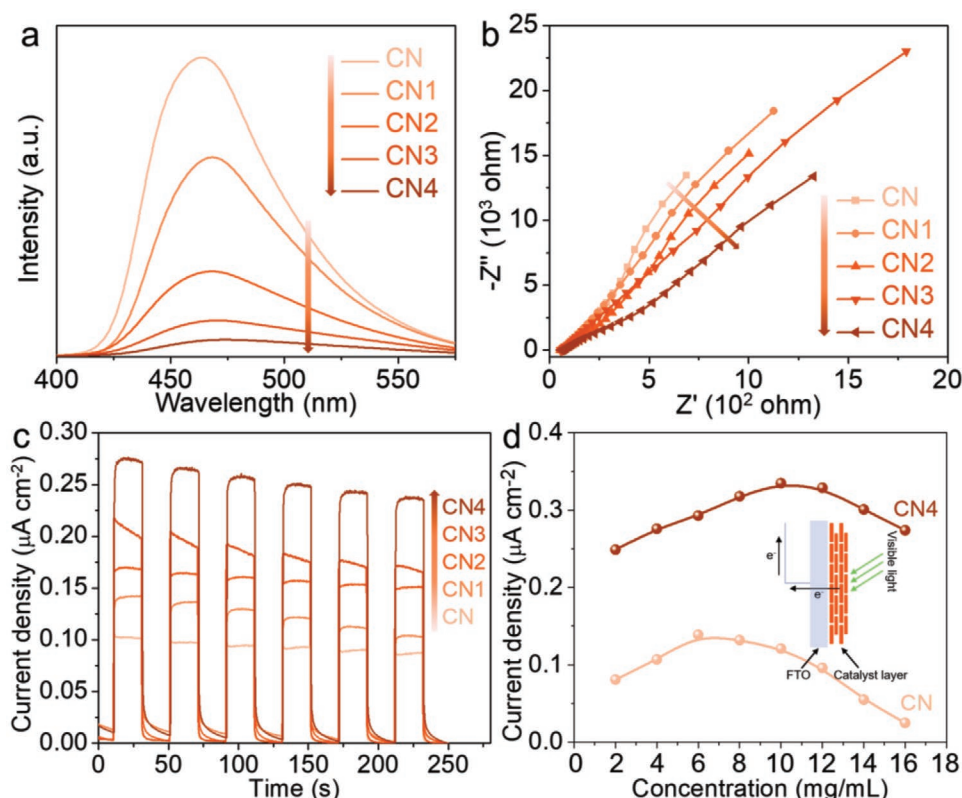 a
Intensity (a.u.)
CN
CN1
CN2
CN3
CN4
400
450
500
550
Wavelength (nm)
b
-Z'' (10³ ohm)
25
20
15
10
5
0
CN
CN1
CN2
CN3
CN4
0
5
10
15
20
Z' (10² ohm)
c
Current density (μA cm⁻²)
0.30
0.25
0.20
0.15
0.10
0.05
0.00
CN4
CN3
CN2
CN1
CN
0
50
100
150
200
250
Time (s)
d
Current density (μA cm⁻²)
0.4
0.3
0.2
0.1
0.0
CN4
e⁻
e⁻
Visible
light
FTO
Catalyst layer
CN
0 2 4 6 8 10 12 14 16 18
Concentration (mg/mL)